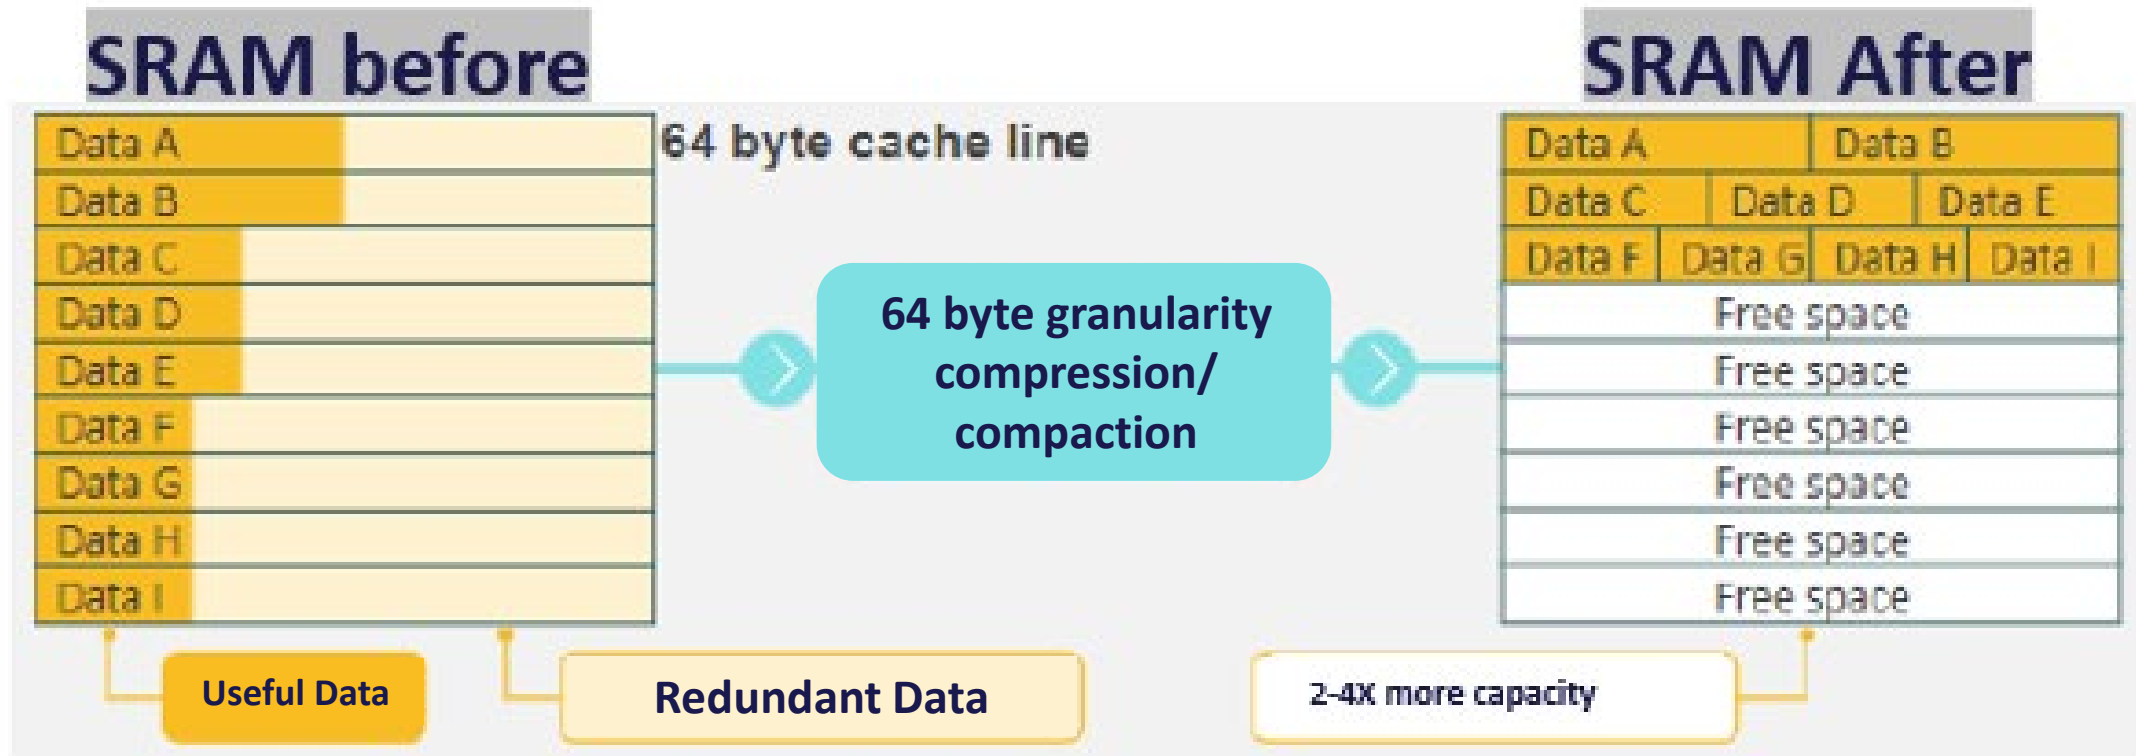 SRAM before
SRAM After
64 byte cache line
Data A
Data B
Data C
Data D
Data E
Data F
Data G
Data H
Data I
64 byte granularity
compression/
compaction
Data A Data B
Data C Data D Data E
Data F Data G Data H Data I
Free space
Free space
Free space
Free space
Free space
Free space
Useful Data
Redundant Data
2-4X more capacity